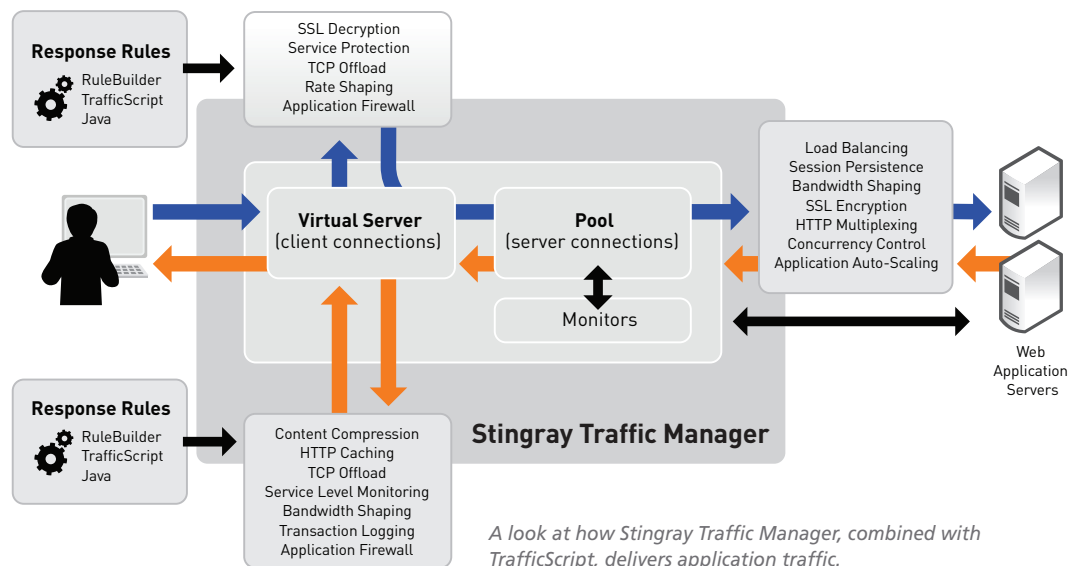 Response Rules
RuleBuilder
TrafficScript
Java
SSL Decryption
Service Protection
TCP Offload
Rate Shaping
Application Firewall
Virtual Server
(client connections)
Pool
(server connections)
Monitors
Load Balancing
Session Persistence
Bandwidth Shaping
SSL Encryption
HTTP Multiplexing
Concurrency Control
Application Auto-Scaling
Web
Application
Servers
Response Rules
RuleBuilder
TrafficScript
Java
Content Compression
HTTP Caching
TCP Offload
Service Level Monitoring
Bandwidth Shaping
Transaction Logging
Application Firewall
Stingray Traffic Manager
A look at how Stingray Traffic Manager, combined with
TrafficScript, delivers application traffic.